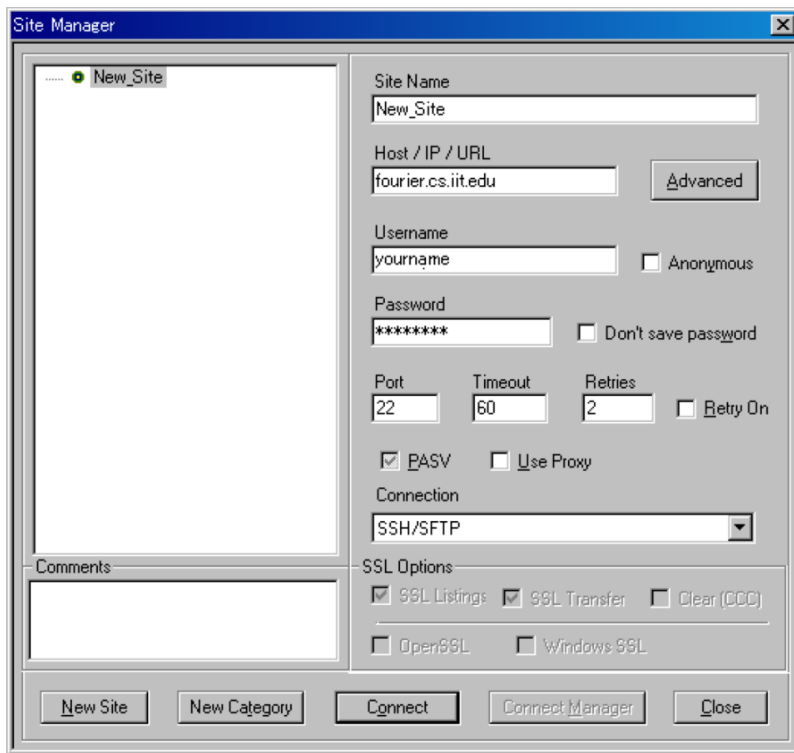 Site Manager
New_Site
Site Name
New_Site
Host / IP / URL
fourier.cs.iit.edu
Advanced
Username
yourname
Anonymous
Password
********
Don't save password
Port Timeout Retries
22 60 2 Retry On
PASV Use Proxy
Connection
SSH/SFTP
Comments
SSL Options
SSL Listings SSL Transfer Clear (CCC)
OpenSSL Windows SSL
New Site New Category Connect Connect Manager Close